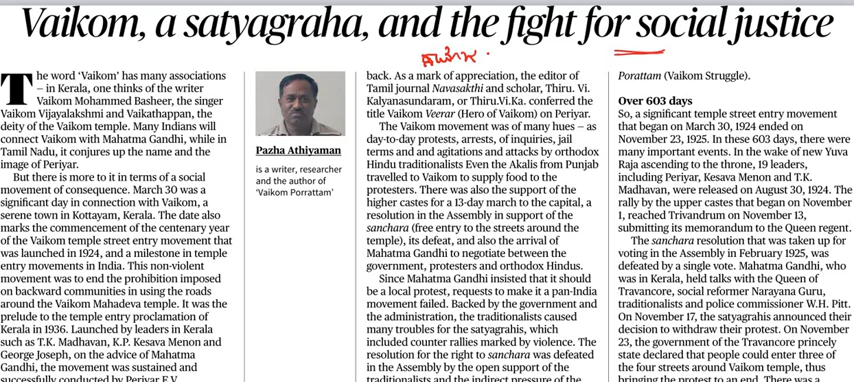 Vaikom, a satyagraha, and the fight for social justice
The word ‘Vaikom’ has many associations
– in Kerala, one thinks of the writer
Vaikom Mohammed Basheer, the singer
Vaikom Vijayalakshmi and Vaikathappan, the
deity of the Vaikom temple. Many Indians will
connect Vaikom with Mahatma Gandhi, while in
Tamil Nadu, it conjures up the name and the
image of Periyar.
But there is more to it in terms of a social
movement of consequence. March 30 was a
significant day in connection with Vaikom, a
serene town in Kottayam, Kerala. The date also
marks the commencement of the centenary year
of the Vaikom temple street entry movement that
was launched in 1924, and a milestone in temple
entry movements in India. This non-violent
movement was to end the prohibition imposed
on backward communities in using the roads
around the Vaikom Mahadeva temple. It was the
prelude to the temple entry proclamation of
Kerala in 1936. Launched by leaders in Kerala
such as T.K. Madhavan, K.P. Kesava Menon and
George Joseph, on the advice of Mahatma
Gandhi, the movement was sustained and
successfully conducted by Periyar E.V.
Pazha Athiyaman
is a writer, researcher
and the author of
‘Vaikom Porrattam’
back. As a mark of appreciation, the editor of
Tamil journal Navasakthi and scholar, Thiru. Vi.
Kalyanasundaram, or Thiru.Vi.Ka. conferred the
title Vaikom Veerar (Hero of Vaikom) on Periyar.
The Vaikom movement was of many hues – as
day-to-day protests, arrests, of inquiries, jail
terms and and agitations and attacks by orthodox
Hindu traditionalists Even the Akalis from Punjab
travelled to Vaikom to supply food to the
protesters. There was also the support of the
higher castes for a 13-day march to the capital, a
resolution in the Assembly in support of the
sanchara (free entry to the streets around the
temple), its defeat, and also the arrival of
Mahatma Gandhi to negotiate between the
government, protesters and orthodox Hindus.
Since Mahatma Gandhi insisted that it should
be a local protest, requests to make it a pan-India
movement failed. Backed by the government and
the administration, the traditionalists caused
many troubles for the satyagrahis, which
included counter rallies marked by violence. The
resolution for the right to sanchara was defeated
in the Assembly by the open support of the
traditionalists and the indirect pressure of the
Porattam (Vaikom Struggle).
Over 603 days
So, a significant temple street entry movement
that began on March 30, 1924 ended on
November 23, 1925. In these 603 days, there were
many important events. In the wake of new Yuva
Raja ascending to the throne, 19 leaders,
including Periyar, Kesava Menon and T.K.
Madhavan, were released on August 30, 1924. The
rally by the upper castes that began on November
1, reached Trivandrum on November 13,
submitting its memorandum to the Queen regent.
The sanchara resolution that was taken up for
voting in the Assembly in February 1925, was
defeated by a single vote. Mahatma Gandhi, who
was in Kerala, held talks with the Queen of
Travancore, social reformer Narayana Guru,
traditionalists and police commissioner W.H. Pitt.
On November 17, the satyagrahis announced their
decision to withdraw their protest. On November
23, the government of the Travancore princely
state declared that people could enter three of
the four streets around Vaikom temple, thus
bringing the protest to an end. There was a